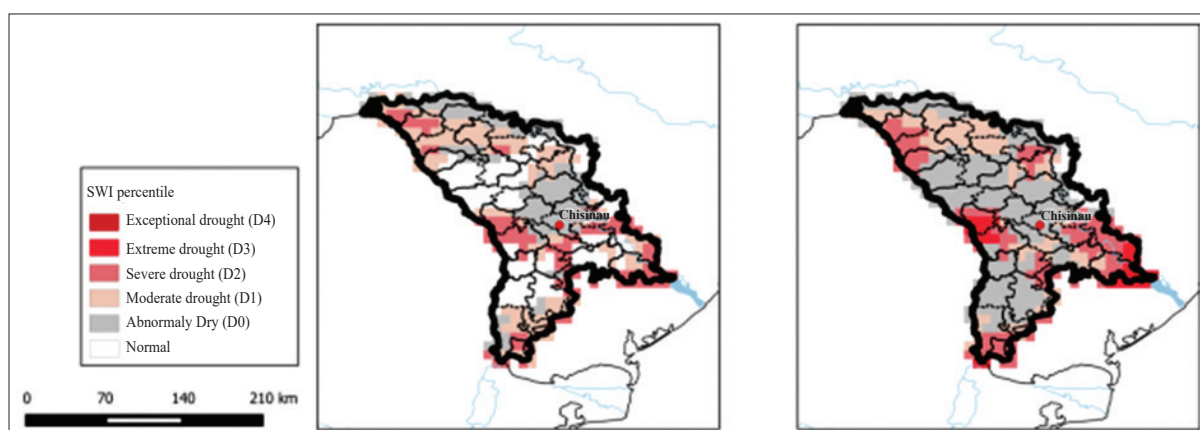 SWI percentile
Exceptional drought (D4)
Extreme drought (D3)
Severe drought (D2)
Moderate drought (D1)
Abnormaly Dry (D0)
Normal
0 70 140 210 km
Chisinau
Chisinau